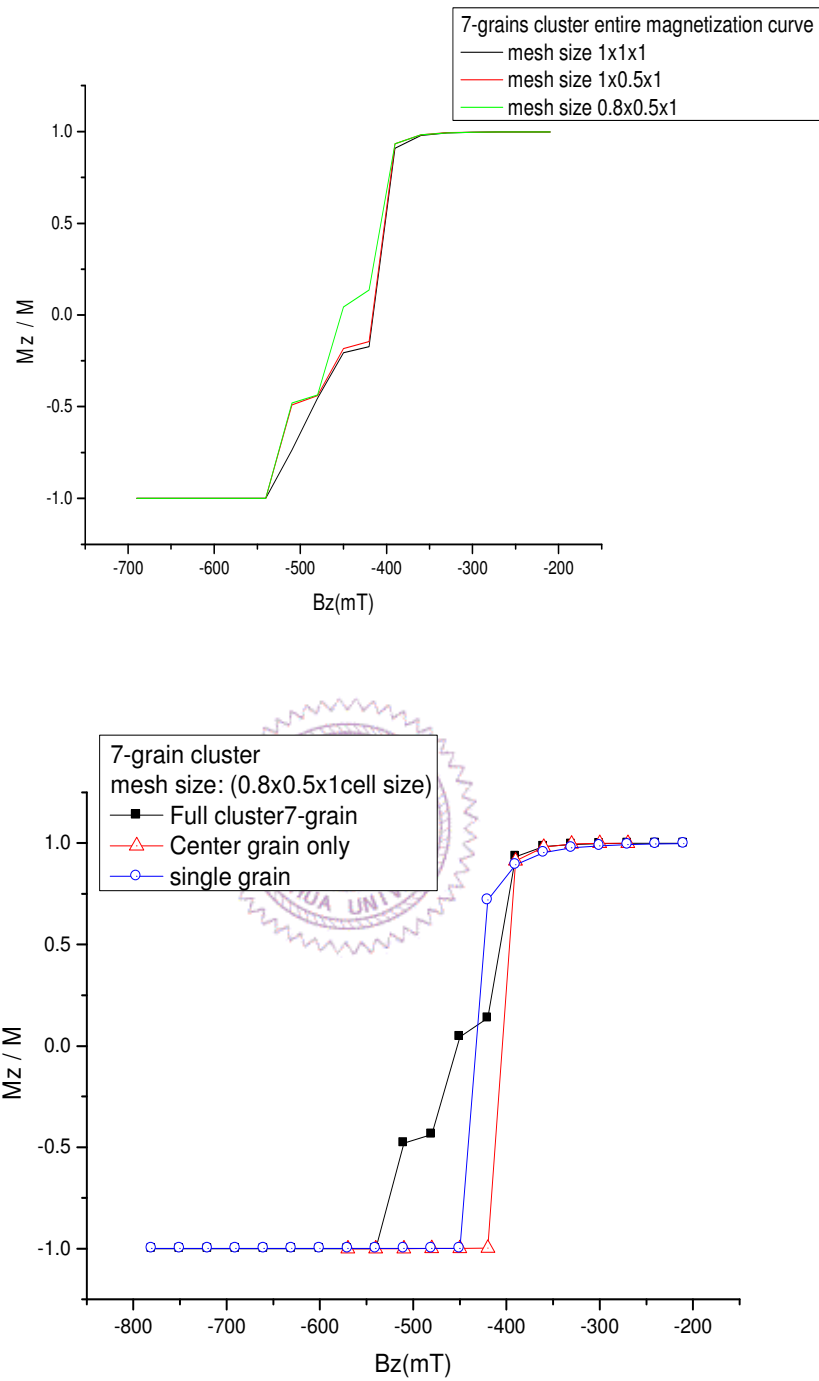 7-grains cluster entire magnetization curve
mesh size 1x1x1
mesh size 1x0.5x1
mesh size 0.8x0.5x1
1.0
0.5
0.0
-0.5
-1.0
Mz / M
-700 -600 -500 -400 -300 -200
Bz(mT)
7-grain cluster
mesh size: (0.8x0.5x1cell size)
Full cluster7-grain
Center grain only
single grain
UNIV
1.0
0.5
0.0
-0.5
-1.0
Mz / M
-800 -700 -600 -500 -400 -300 -200
Bz(mT)